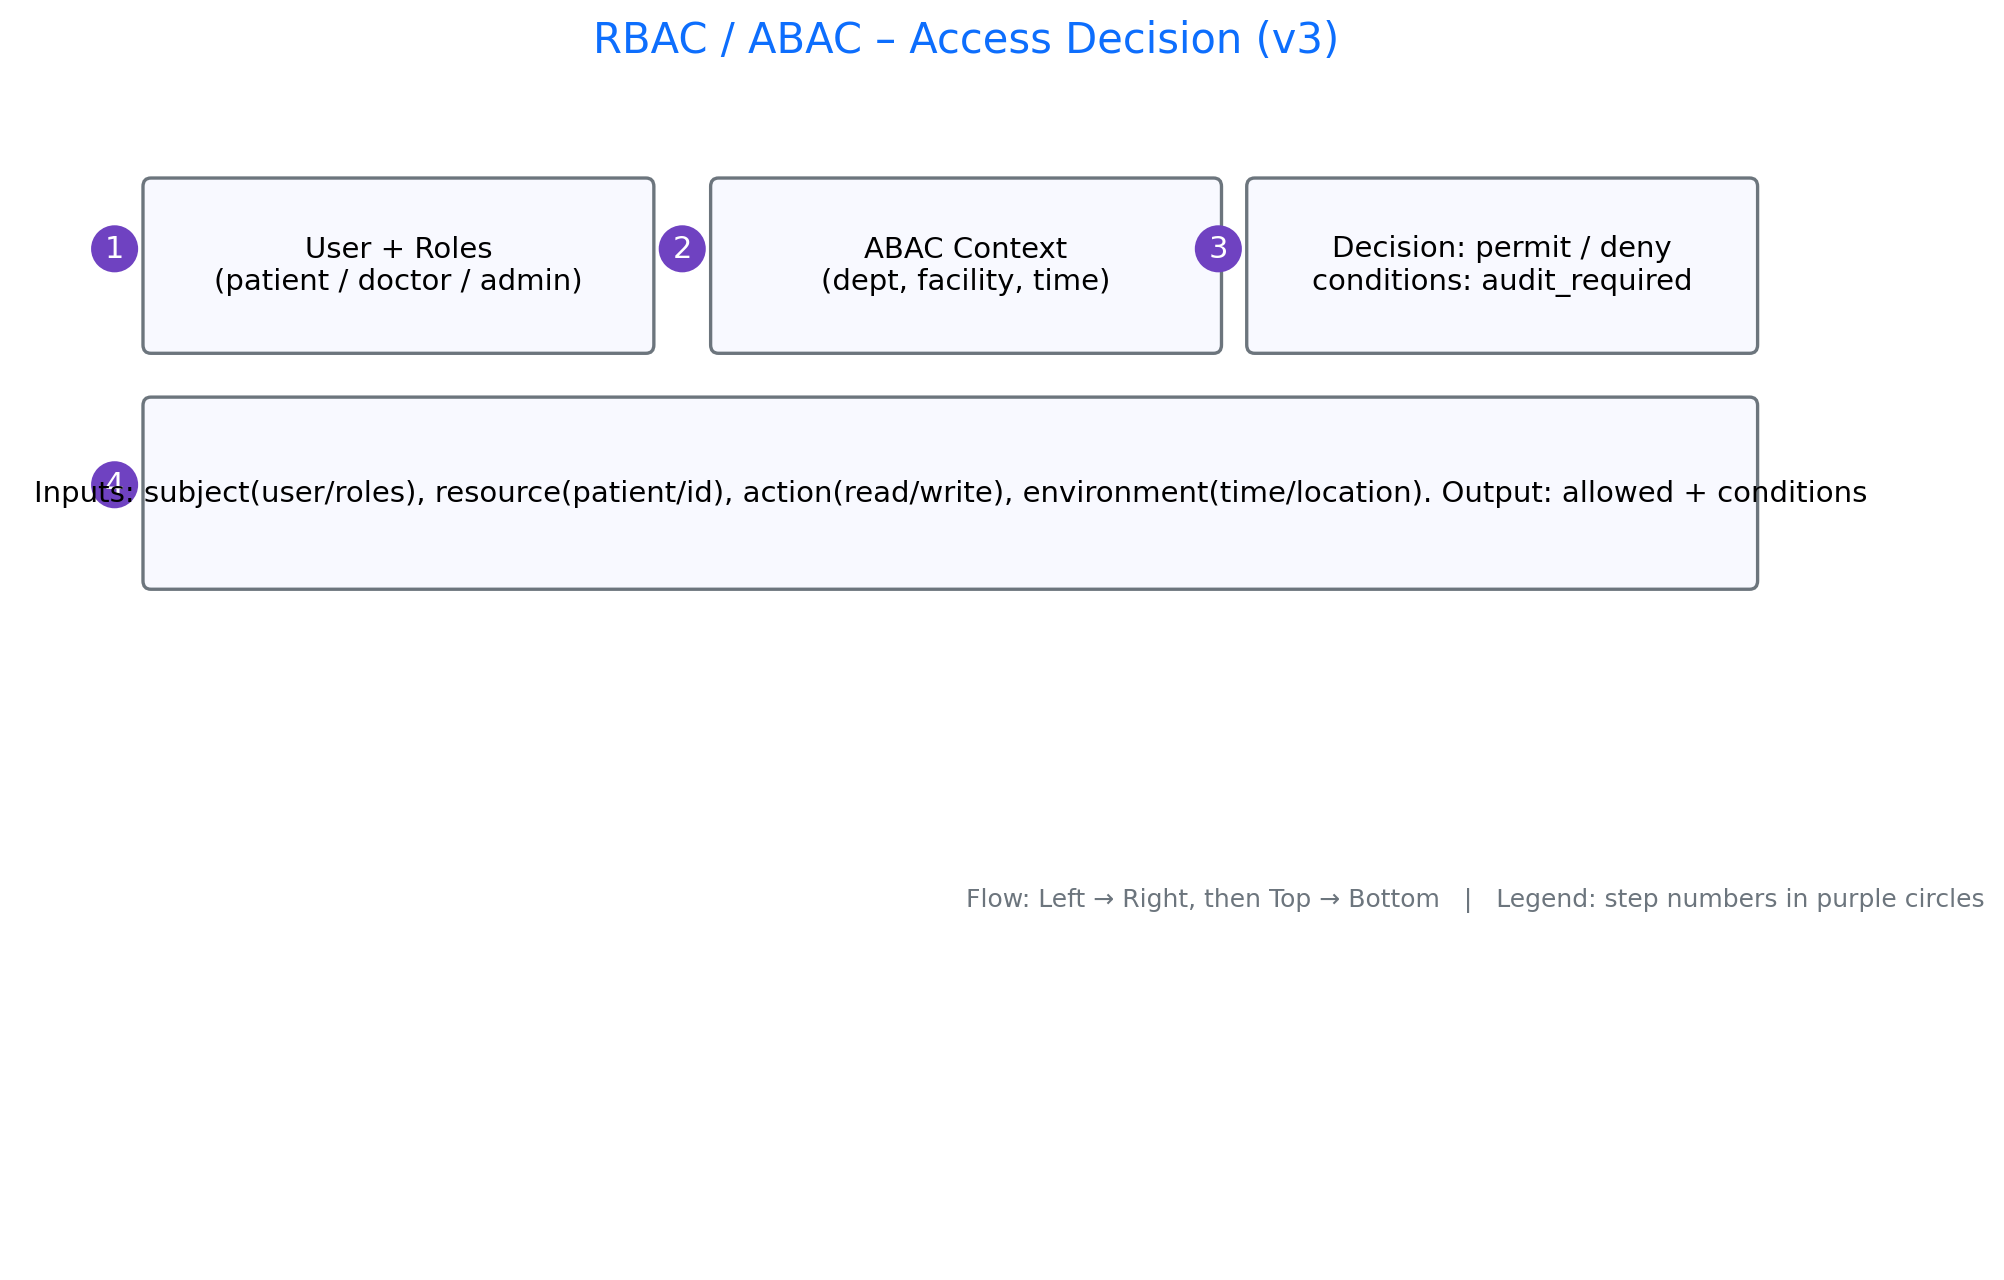 RBAC / ABAC – Access Decision (v3)
1
User + Roles
(patient / doctor / admin)
2
ABAC Context
(dept, facility, time)
3
Decision: permit / deny
conditions: audit_required
4
Inputs: subject(user/roles), resource(patient/id), action(read/write), environment(time/location). Output: allowed + conditions
Flow: Left → Right, then Top → Bottom | Legend: step numbers in purple circles